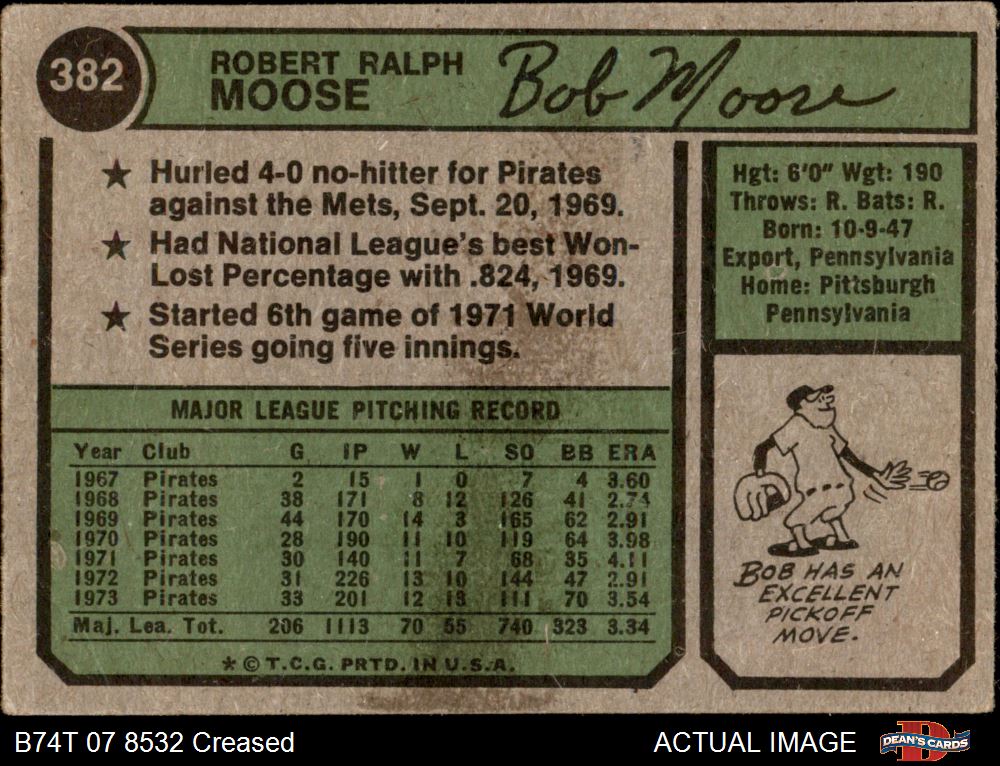 382
ROBERT RALPH
MOOSE
Bob Moose
★ Hurled 4-0 no-hitter for Pirates
against the Mets, Sept. 20, 1969.
★ Had National League's best Won-
Lost Percentage with .824, 1969.
★ Started 6th game of 1971 World
Series going five innings.
Hgt: 6'0" Wgt: 190
Throws: R. Bats: R.
Born: 10-9-47
Export, Pennsylvania
Home: Pittsburgh
Pennsylvania
MAJOR LEAGUE PITCHING RECORD
Year Club G IP W L SO BB ERA
1967 Pirates 2 15 1 0 7 4 3.60
1968 Pirates 38 171 8 12 126 41 2.74
1969 Pirates 44 170 14 3 165 62 2.91
1970 Pirates 28 190 11 10 119 64 3.98
1971 Pirates 30 140 11 7 68 35 4.11
1972 Pirates 31 226 13 10 144 47 2.91
1973 Pirates 33 201 12 13 111 70 3.54
Maj. Lea. Tot. 206 1113 70 55 740 323 3.34
★ © T.C.G. PRTD. IN U.S.A.
BOB HAS AN
EXCELLENT
PICKOFF
MOVE.
B74T 07 8532 Creased
ACTUAL IMAGE
D
DEAN'S CARDS